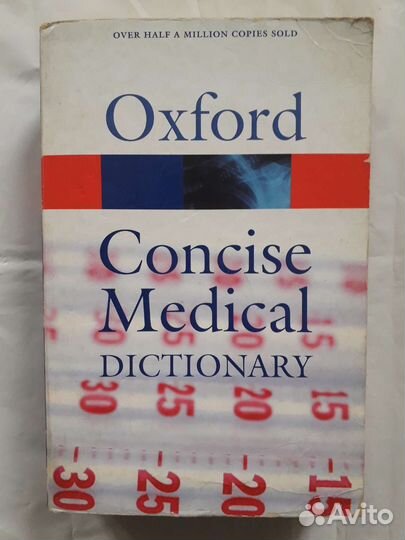 OVER HALF A MILLION COPIES SOLD
Oxford
Concise
Medical
DICTIONARY
30 25 20 15
-30 -25 -20 -15
Avito